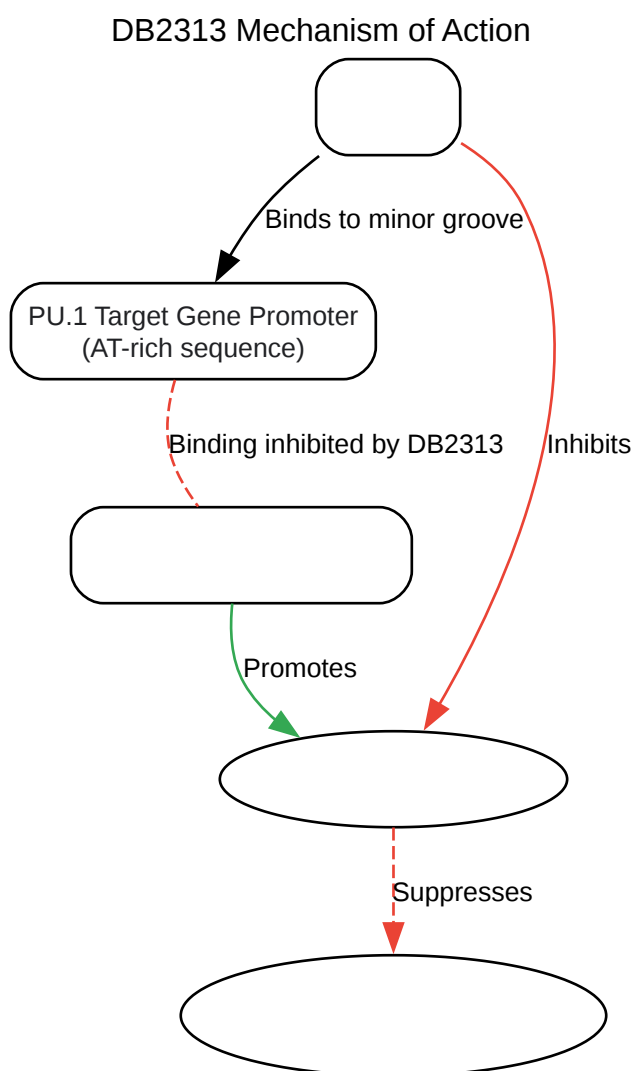 DB2313 Mechanism of Action
Binds to minor groove
PU.1 Target Gene Promoter
(AT-rich sequence)
Binding inhibited by DB2313
Inhibits
Promotes
Suppresses